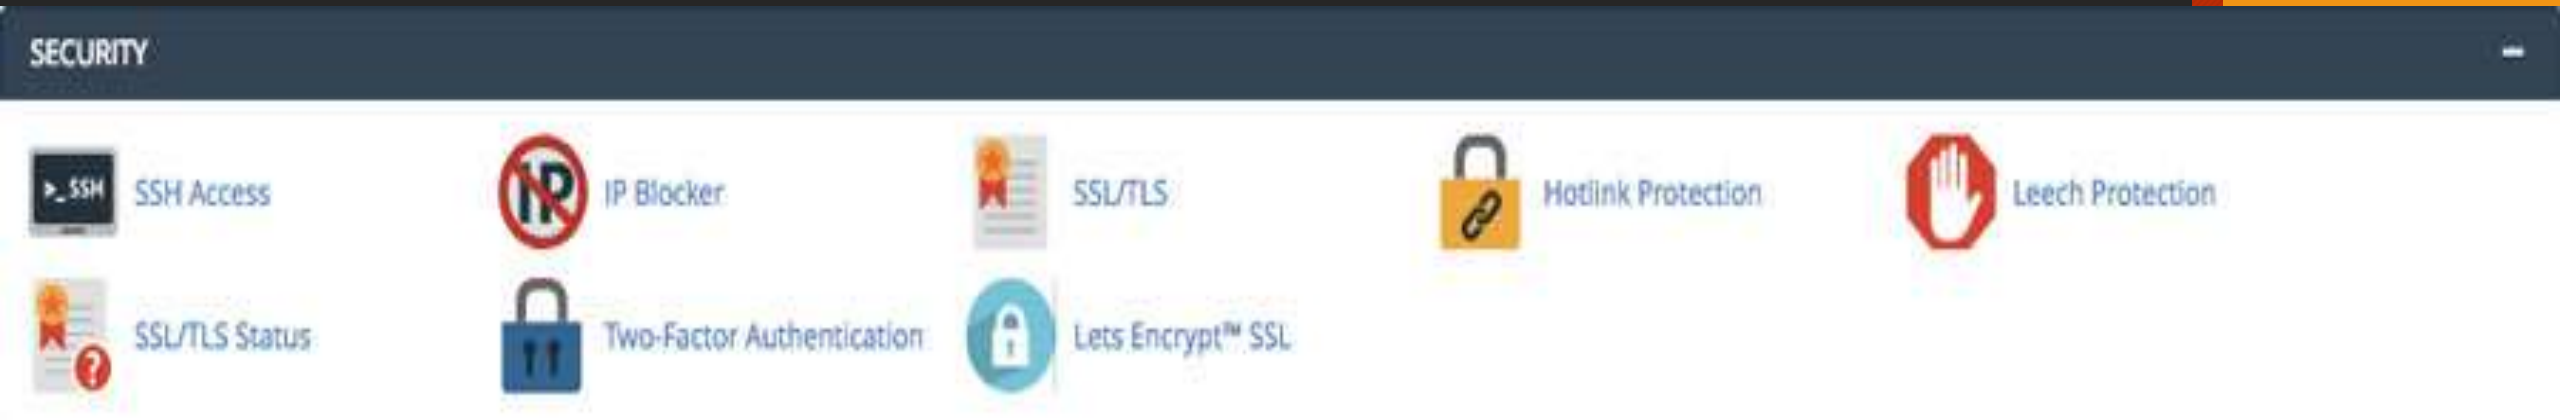 SECURITY
>_SSH SSH Access IP IP Blocker SSL/TLS Hotlink Protection Leech Protection
? SSL/TLS Status Two-Factor Authentication Lets Encrypt™ SSL